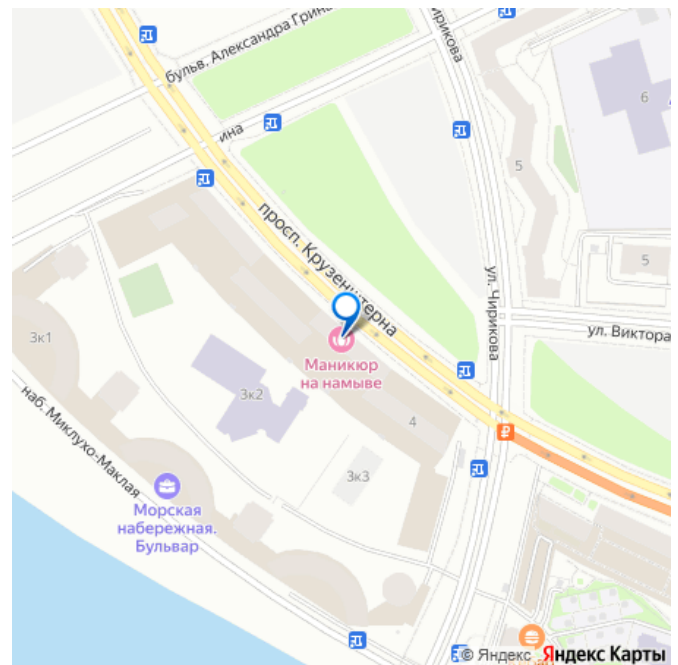 бульв. Александра Грина
ирикова
ина
6
5
просп. Крузенштерна
ул. Чирикова
5
ул. Виктора
3к1
Маникюр
на намыве
3к2
4
наб. Миклухо-Маклая
3к3
Морская
набережная.
Бульвар
© Яндекс Яндекс Карты